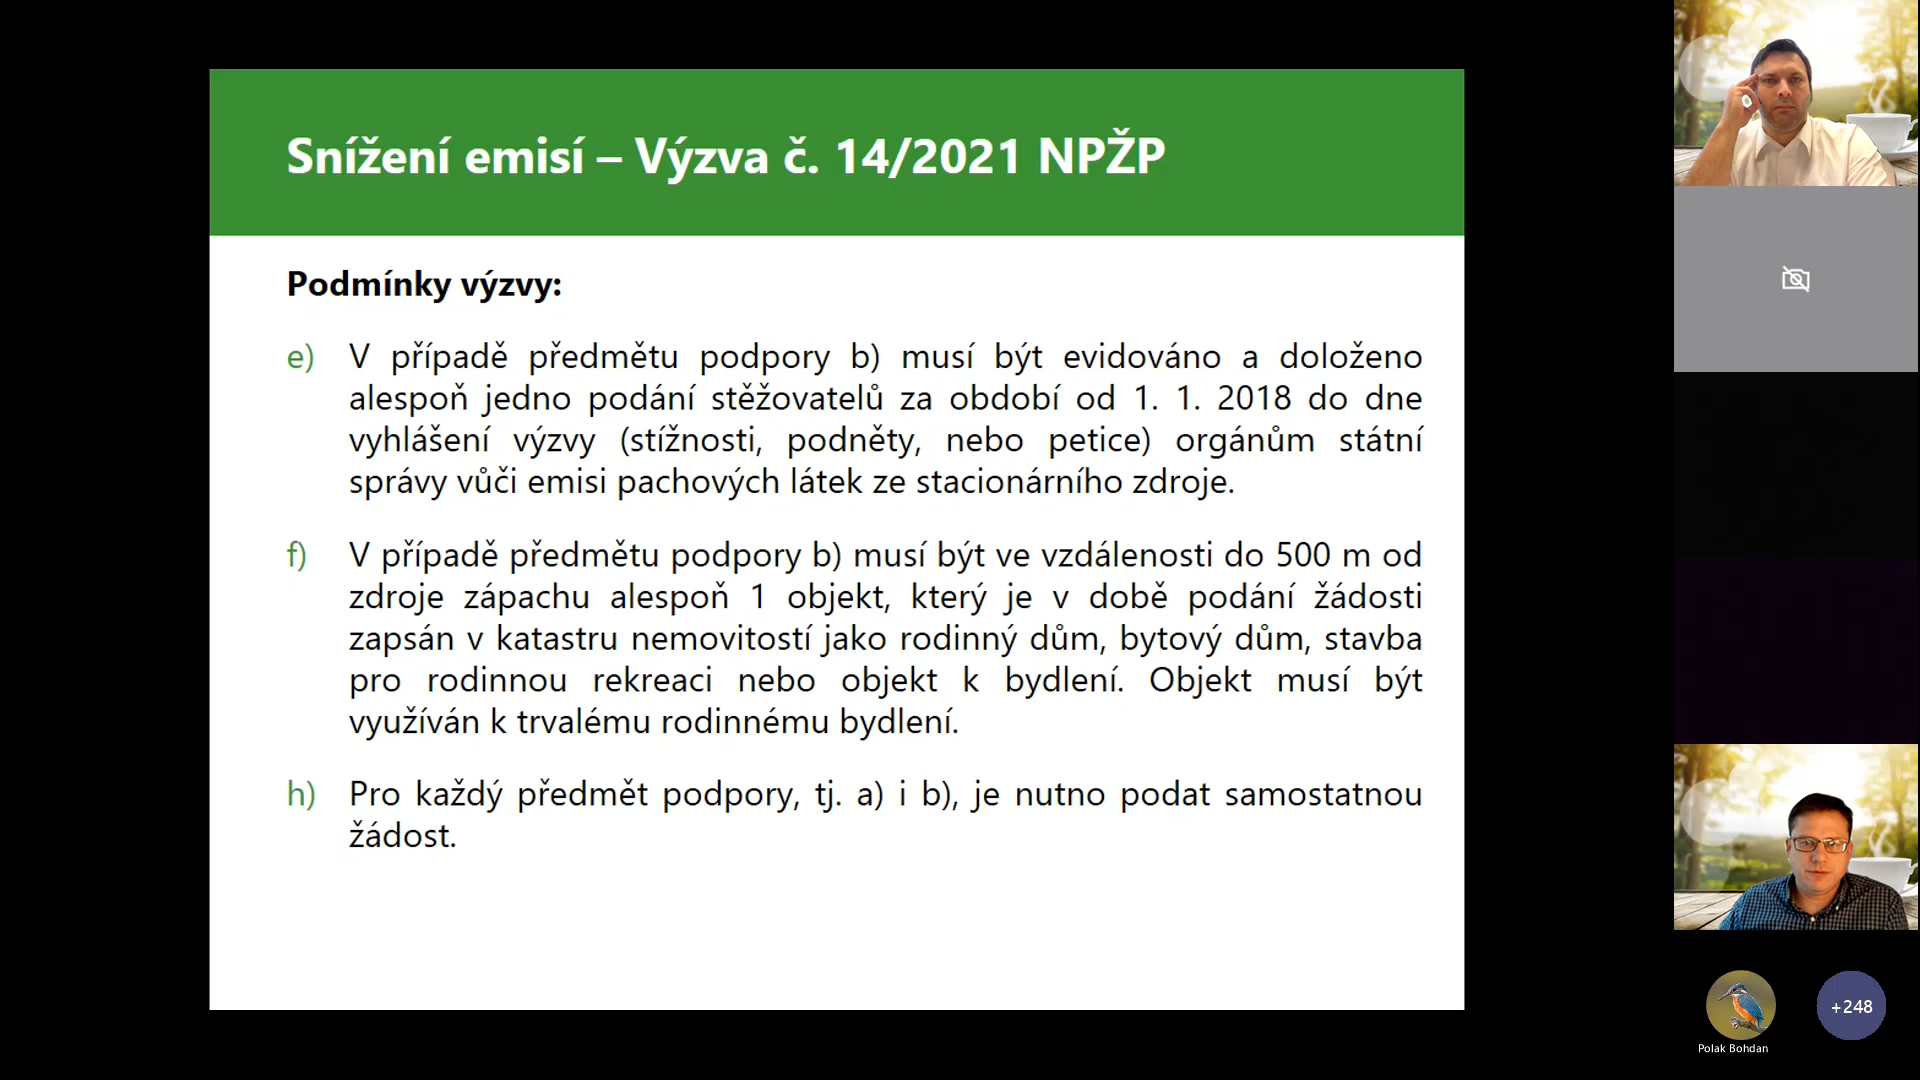 Snížení emisí – Výzva č. 14/2021 NPŽP
Podmínky výzvy:
e) V případě předmětu podpory b) musí být evidováno a doloženo
alespoň jedno podání stěžovatelů za období od 1. 1. 2018 do dne
vyhlášení výzvy (stížnosti, podněty, nebo petice) orgánům státní
správy vůči emisi pachových látek ze stacionárního zdroje.
f) V případě předmětu podpory b) musí být ve vzdálenosti do 500 m od
zdroje zápachu alespoň 1 objekt, který je v době podání žádosti
zapsán v katastru nemovitostí jako rodinný dům, bytový dům, stavba
pro rodinnou rekreaci nebo objekt k bydlení. Objekt musí být
využíván k trvalému rodinnému bydlení.
h) Pro každý předmět podpory, tj. a) i b), je nutno podat samostatnou
žádost.
+248
Polak Bohdan